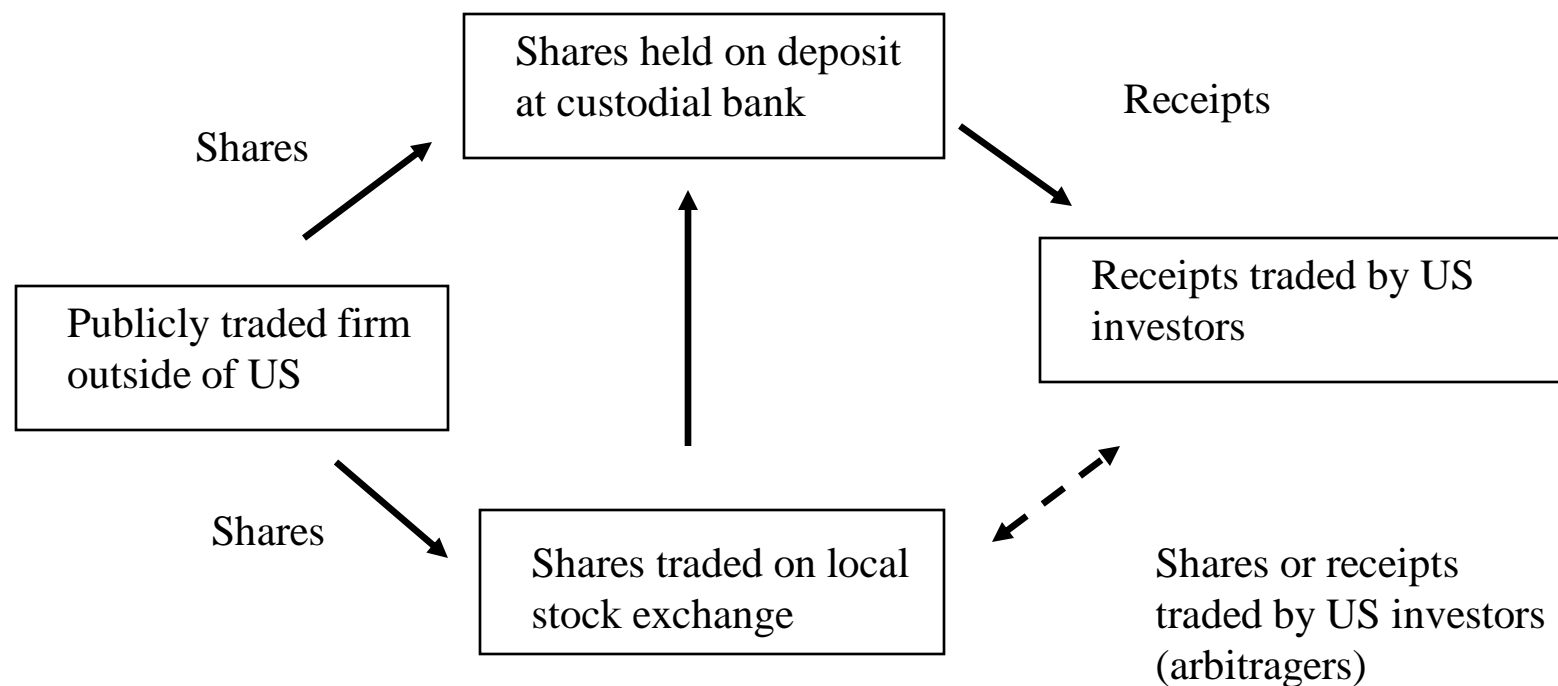 Shares held on deposit
at custodial bank
Receipts
Shares
Publicly traded firm
outside of US
Receipts traded by US
investors
Shares
Shares traded on local
stock exchange
Shares or receipts
traded by US investors
(arbitragers)